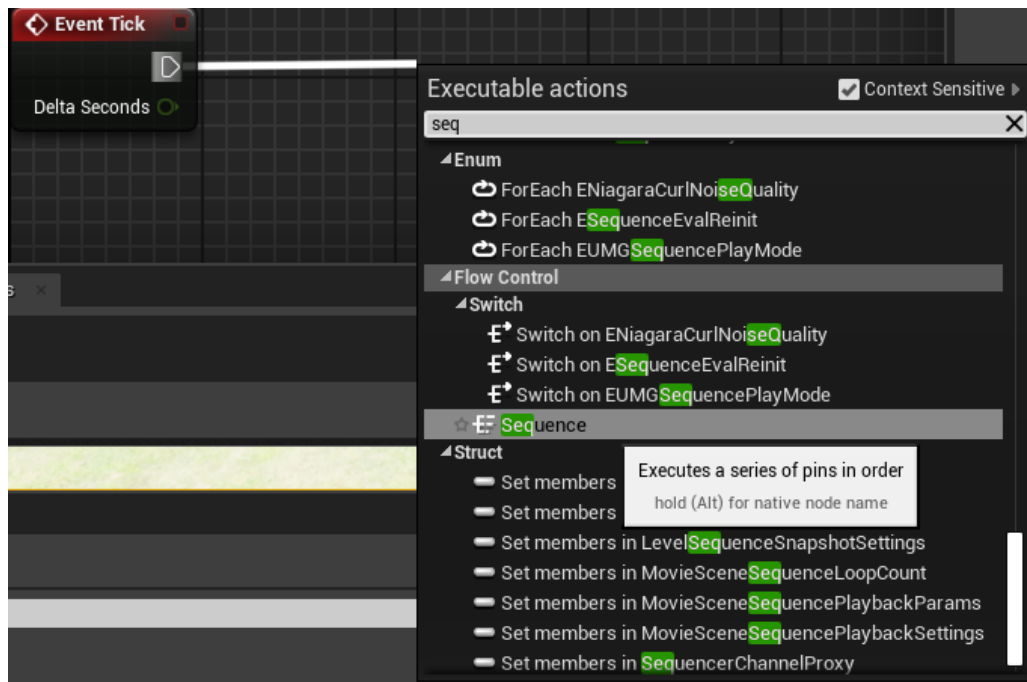 Event Tick
Delta Seconds
Executable actions
Context Sensitive
seq
Enum
ForEach ENiagaraCurlNoiseQuality
ForEach ESequenceEvalReinit
ForEach EUMGSequencePlayMode
Flow Control
Switch
Switch on ENiagaraCurlNoiseQuality
Switch on ESequenceEvalReinit
Switch on EUMGSequencePlayMode
Sequence
Struct
Executes a series of pins in order
hold (Alt) for native node name
Set members
Set members
Set members in LevelSequenceSnapshotSettings
Set members in MovieSceneSequenceLoopCount
Set members in MovieSceneSequencePlaybackParams
Set members in MovieSceneSequencePlaybackSettings
Set members in SequencerChannelProxy